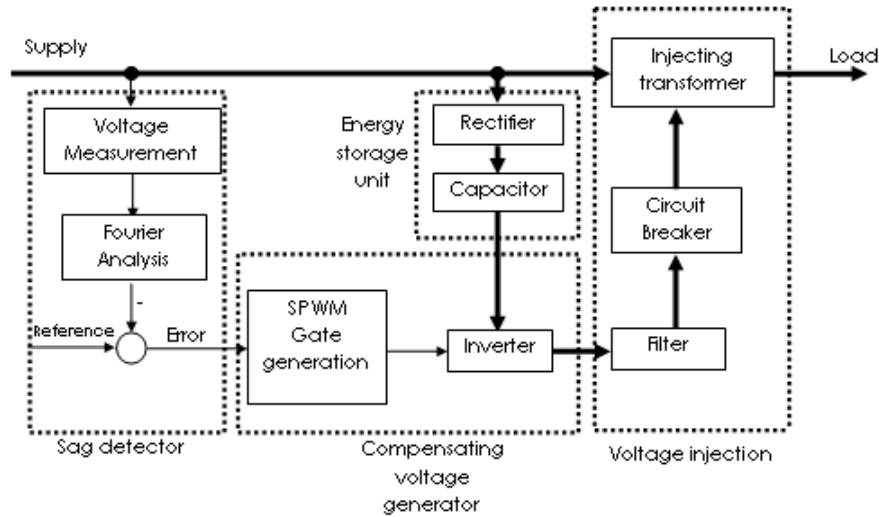 Supply
Injecting
transformer
Load
Voltage
Measurement
Energy
storage
unit
Rectifier
Capacitor
Circuit
Breaker
Fourier
Analysis
-
Reference
Error
SPWM
Gate
generation
Inverter
Filter
Sag detector
Compensating
voltage
generator
Voltage injection